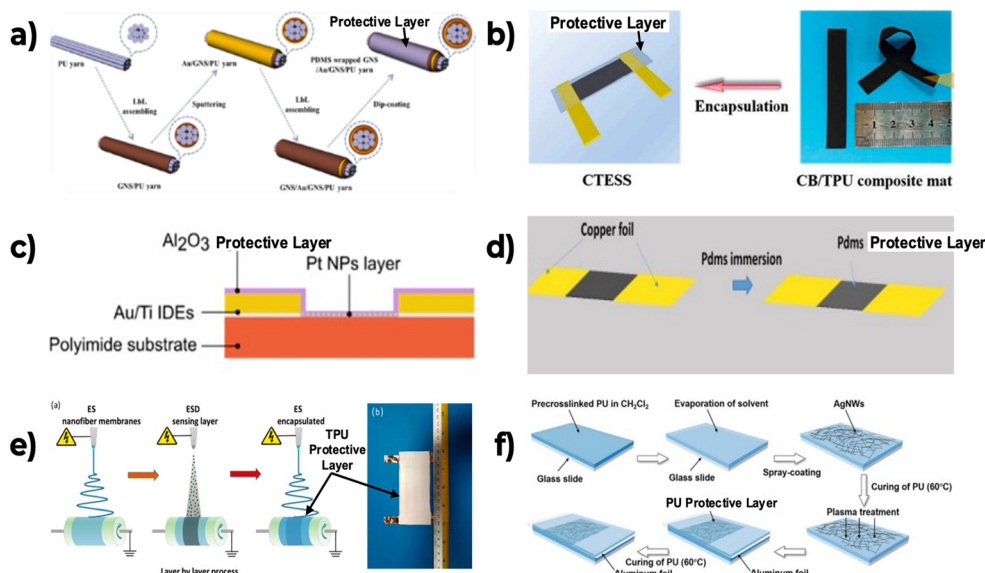 a)
Protective Layer
PU yarn
Au/GNS/PU yarn
PDMS wrapped GNS
/Au/GNS/PU yarn
LbL
assembling
Sputtering
LbL
assembling
Dip-coating
GNS/PU yarn
GNS/Au/GNS/PU yarn
b)
Protective Layer
Encapsulation
1 2 3 4 5
CTESS
CB/TPU composite mat
c)
Al2O3 Protective Layer
Pt NPs layer
Au/Ti IDEs
Polyimide substrate
d)
Copper foil
Pdms immersion
Pdms Protective Layer
e)
(a)
ES
nanofiber membranes
ESD
sensing layer
ES
encapsulated
(b)
TPU
Protective
Layer
Layer by layer process
f)
Precrosslinked PU in CH2Cl2
Evaporation of solvent
AgNWs
Glass slide
Glass slide
Spray-coating
Curing of PU (60°C)
PU Protective Layer
Plasma treatment
Curing of PU (60°C)
Aluminum foil
Aluminum foil